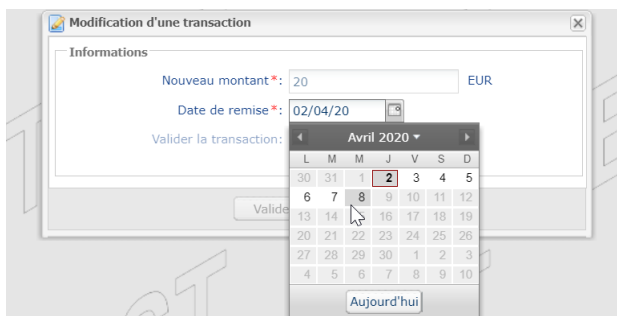 Modification d'une transaction
Informations
Nouveau montant*: 20 EUR
Date de remise*: 02/04/20
Valider la transaction:
Avril 2020
L M M J V S D
30 31 1 2 3 4 5
6 7 8 9 10 11 12
13 14 16 17 18 19
20 21 22 23 24 25 26
27 28 29 30 1 2 3
4 5 6 7 8 9 10
Valide
Aujourd'hui